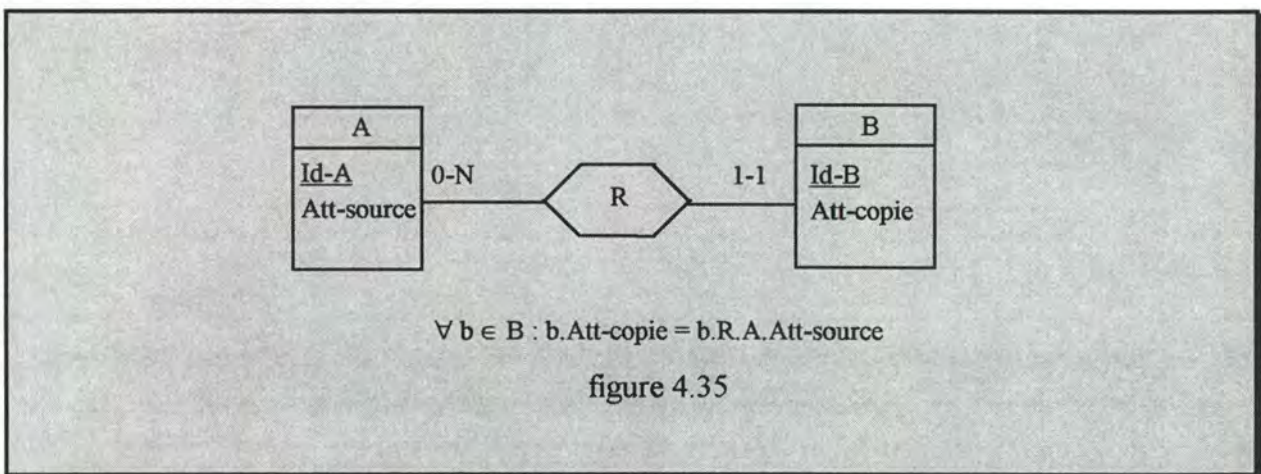 A
Id-A
Att-source
0-N
R
1-1
B
Id-B
Att-copie
∀ b ∈ B : b.Att-copie = b.R.A.Att-source
figure 4.35